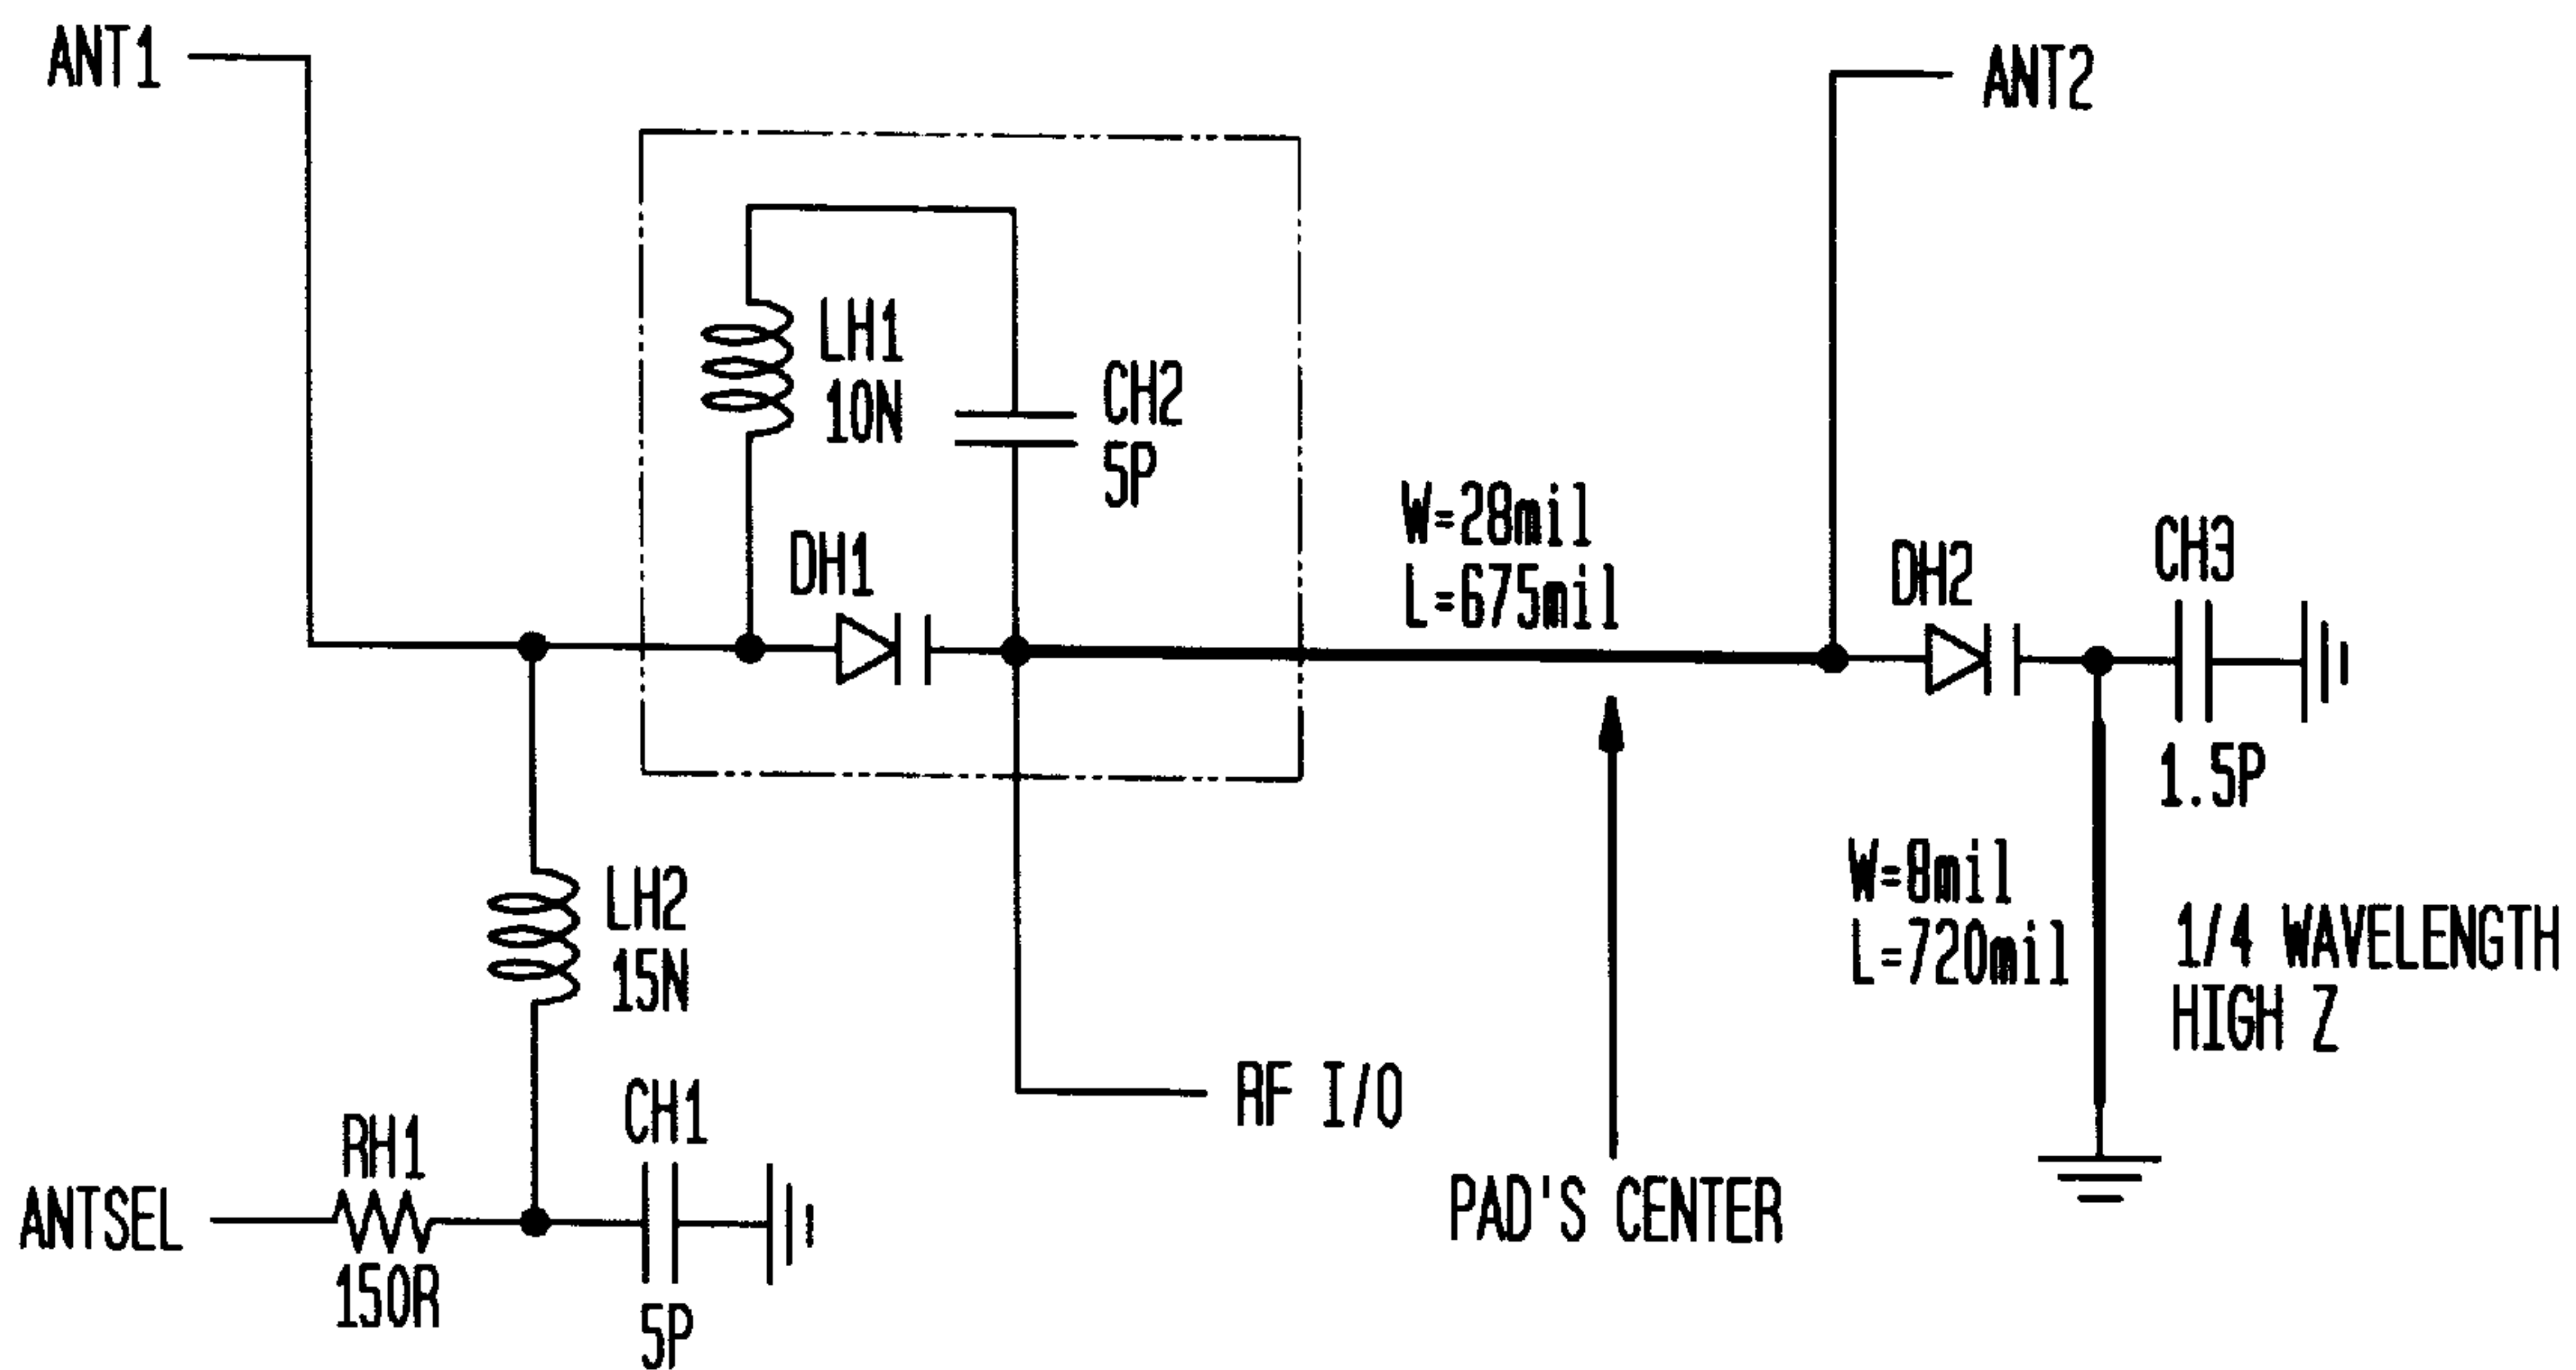 ANT1
ANT2
LH1
10N
CH2
5P
DH1
W=28mil
L=675mil
DH2
CH3
1.5P
LH2
15N
W=8mil
L=720mil
1/4 WAVELENGTH
HIGH Z
RF I/O
PAD'S CENTER
CH1
5P
RH1
150R
ANTSEL